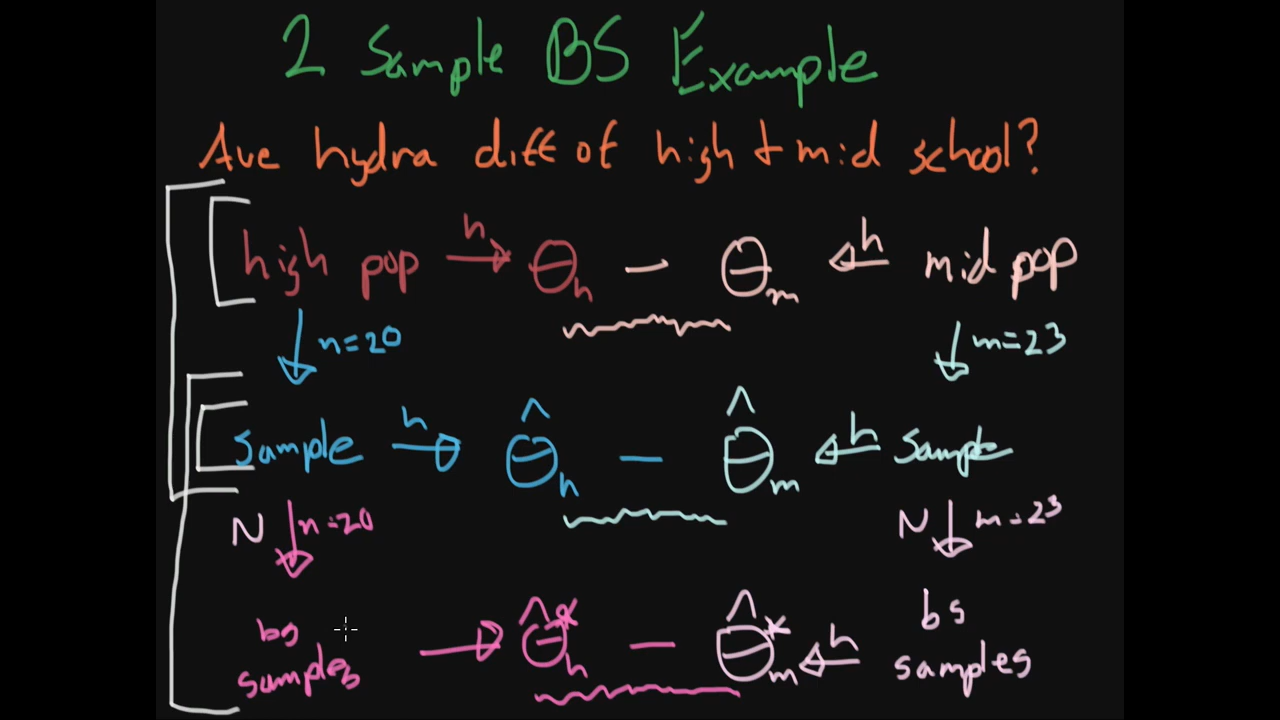 2 Sample BS Example
Ave hydra diff of high + mid school?
high pop h → θh — θm ← h mid pop
↓ n=20 ↓ m=23
sample h → θ̂h — θ̂m ← h sample
N ↓ n=20 N ↓ m=23
bs samples → θ̂*h — θ̂*m ← h bs samples